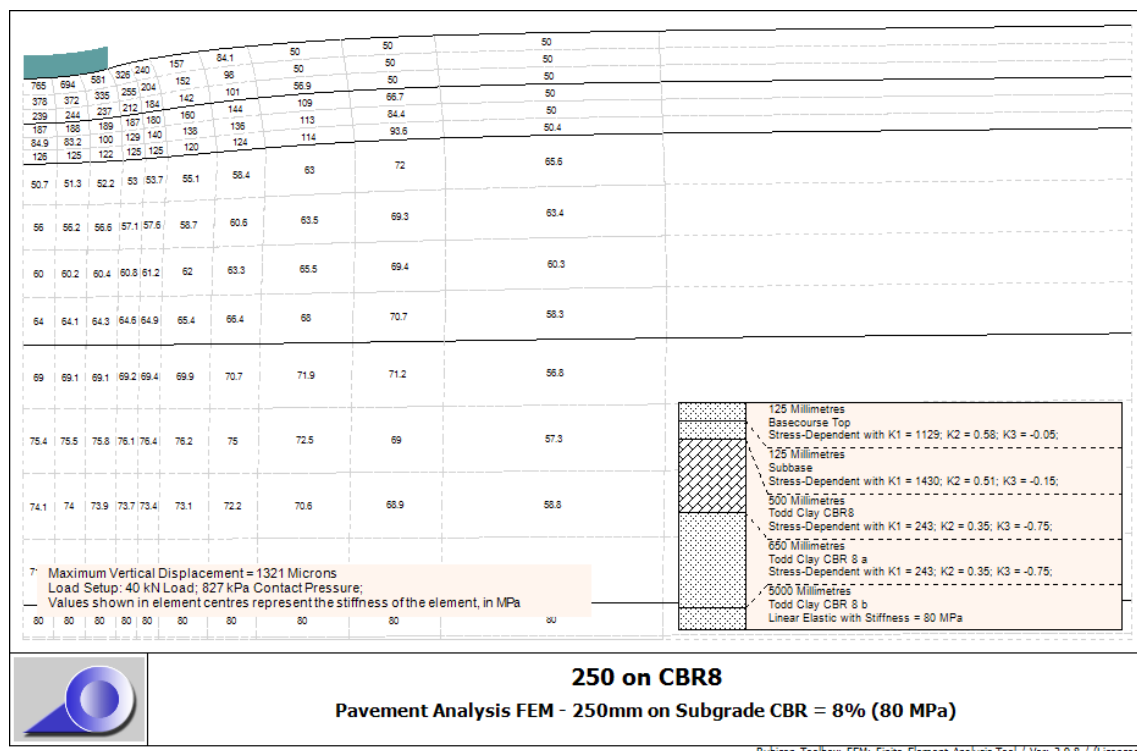 50 50 50
157 84.1 50 50 50
326 240 152 98 50 50 50
765 694 581 255 204 142 101 56.9 66.7 50
378 372 335 212 184 160 144 109 84.4 50
239 244 237 187 180 138 136 113 93.6 50.4
187 188 189 129 140 120 124 114
84.9 83.2 100 125 125
126 125 122
50.7 51.3 52.2 53 53.7 55.1 58.4 63 72 65.6
56 56.2 56.6 57.1 57.6 58.7 60.6 63.5 69.3 63.4
60 60.2 60.4 60.8 61.2 62 63.3 65.5 69.4 60.3
64 64.1 64.3 64.6 64.9 65.4 66.4 68 70.7 58.3
69 69.1 69.1 69.2 69.4 69.9 70.7 71.9 71.2 56.8
75.4 75.5 75.8 76.1 76.4 76.2 75 72.5 69 57.3
74.1 74 73.9 73.7 73.4 73.1 72.2 70.6 68.9 58.8
Maximum Vertical Displacement = 1321 Microns
Load Setup: 40 kN Load; 827 kPa Contact Pressure;
Values shown in element centres represent the stiffness of the element, in MPa
80 80 80 80 80 80 80 80 80 80
125 Millimetres
Basecourse Top
Stress-Dependent with K1 = 1129; K2 = 0.58; K3 = -0.05;
125 Millimetres
Subbase
Stress-Dependent with K1 = 1430; K2 = 0.51; K3 = -0.15;
500 Millimetres
Todd Clay CBR8
Stress-Dependent with K1 = 243; K2 = 0.35; K3 = -0.75;
650 Millimetres
Todd Clay CBR 8 a
Stress-Dependent with K1 = 243; K2 = 0.35; K3 = -0.75;
5000 Millimetres
Todd Clay CBR 8 b
Linear Elastic with Stiffness = 80 MPa
250 on CBR8
Pavement Analysis FEM - 250mm on Subgrade CBR = 8% (80 MPa)